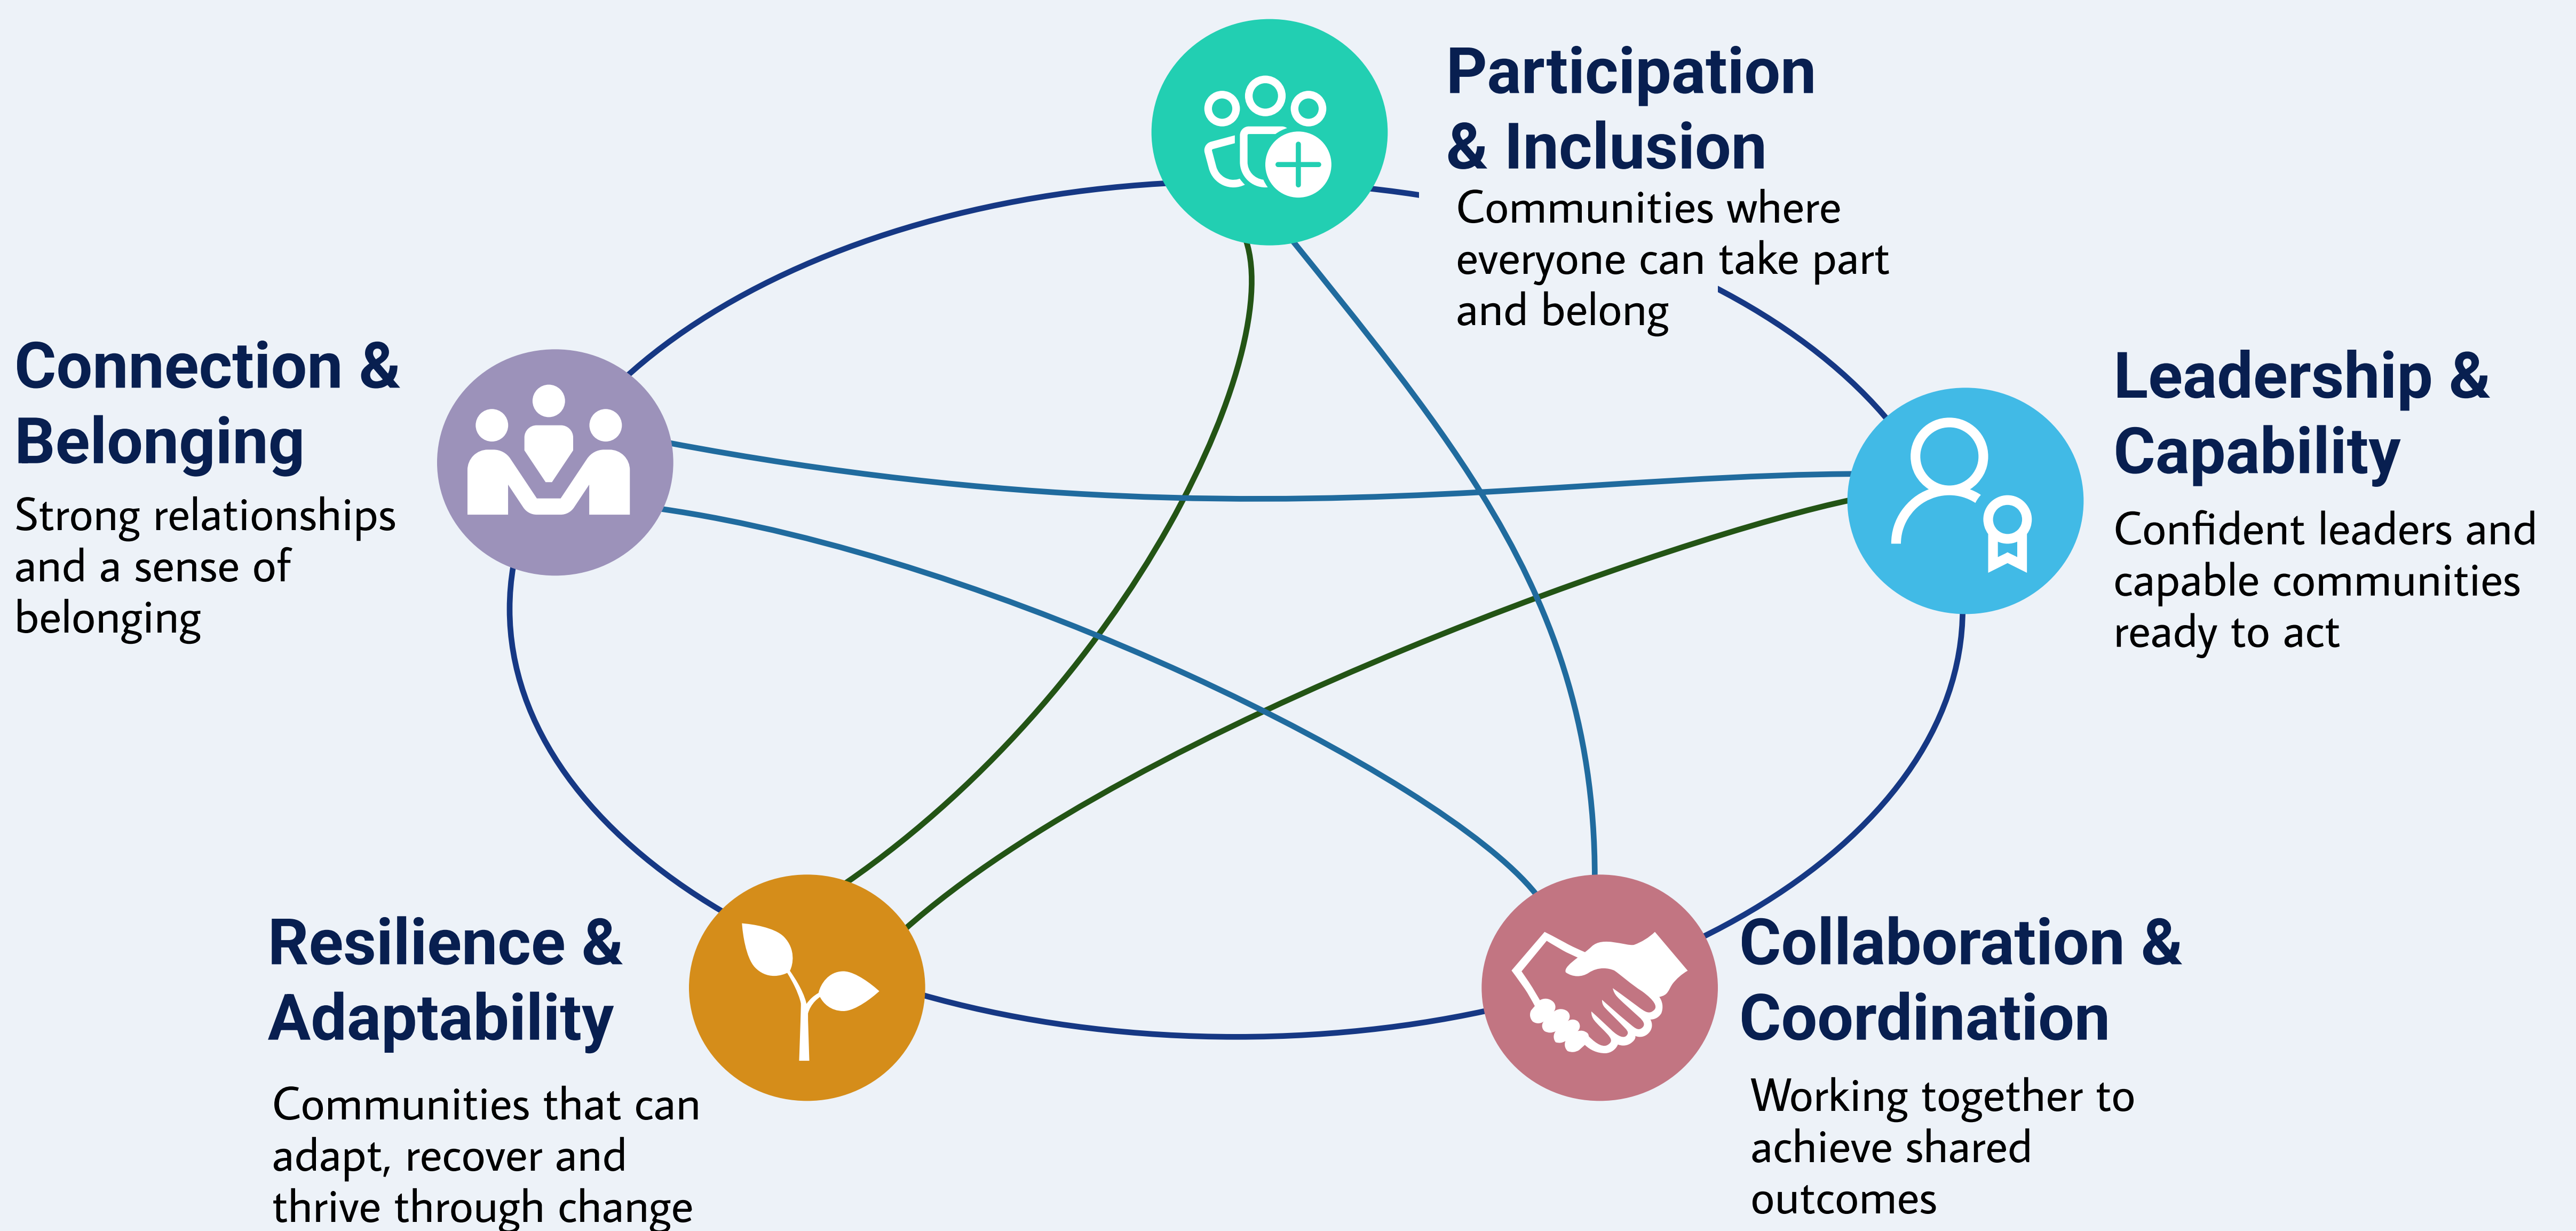 Participation
& Inclusion
Communities where
everyone can take part
and belong
Connection &
Belonging
Strong relationships
and a sense of
belonging
Leadership &
Capability
Confident leaders and
capable communities
ready to act
Resilience &
Adaptability
Communities that can
adapt, recover and
thrive through change
Collaboration &
Coordination
Working together to
achieve shared
outcomes